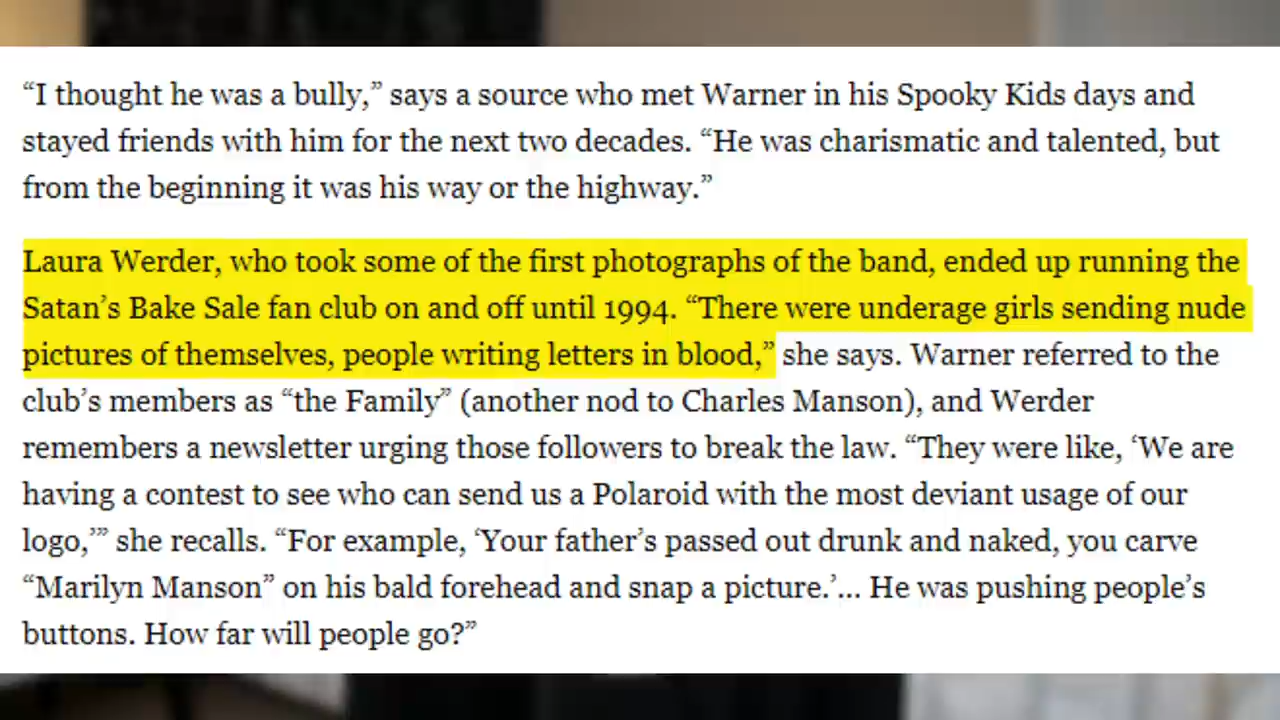 “I thought he was a bully,” says a source who met Warner in his Spooky Kids days and
stayed friends with him for the next two decades. “He was charismatic and talented, but
from the beginning it was his way or the highway.”
Laura Werder, who took some of the first photographs of the band, ended up running the
Satan’s Bake Sale fan club on and off until 1994. “There were underage girls sending nude
pictures of themselves, people writing letters in blood,” she says. Warner referred to the
club’s members as “the Family” (another nod to Charles Manson), and Werder
remembers a newsletter urging those followers to break the law. “They were like, ‘We are
having a contest to see who can send us a Polaroid with the most deviant usage of our
logo,’” she recalls. “For example, ‘Your father’s passed out drunk and naked, you carve
“Marilyn Manson” on his bald forehead and snap a picture.’... He was pushing people’s
buttons. How far will people go?”